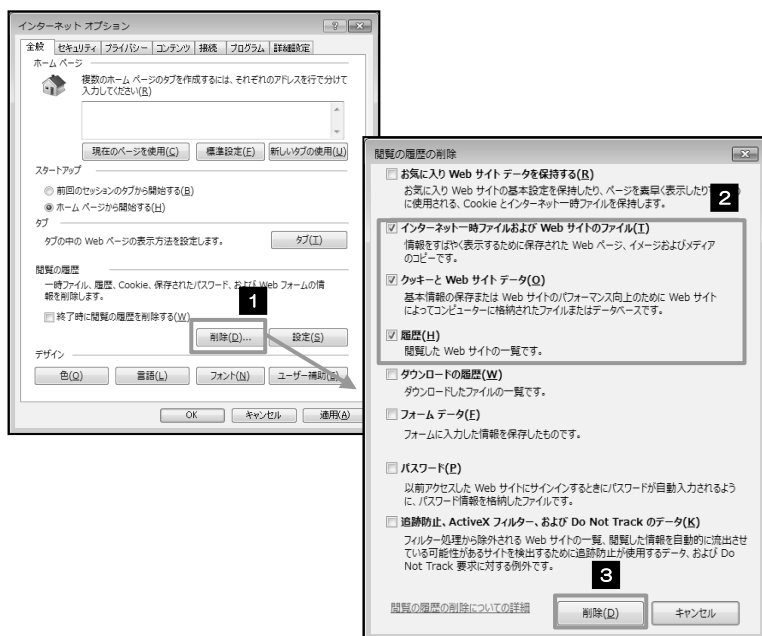 インターネット オプション
全般 セキュリティ プライバシー コンテンツ 接続 プログラム 詳細設定
ホーム ページ
複数のホーム ページのタブを作成するには、それぞれのアドレスを行で分けて
入力してください(R)
現在のページを使用(C) 標準設定(F) 新しいタブの使用(U)
スタートアップ
前回のセッションのタブから開始する(B)
ホーム ページから開始する(H)
タブ
タブの中の Web ページの表示方法を設定します。 タブ(T)
閲覧の履歴
一時ファイル、履歴、Cookie、保存されたパスワード、および Web フォームの情
報を削除します。
1
終了時に閲覧の履歴を削除する(W)
削除(D)... 設定(S)
デザイン
色(O) 言語(L) フォント(N) ユーザー補助(E)
OK キャンセル 適用(A)
閲覧の履歴の削除
お気に入り Web サイト データを保持する(R)
お気に入り Web サイトの基本設定を保持したり、ページを素早く表示したり
に使用される、Cookie とインターネット一時ファイルを保持します。
2
インターネット一時ファイルおよび Web サイトのファイル(T)
情報をすばやく表示するために保存された Web ページ、イメージおよびメディア
のコピーです。
クッキーと Web サイト データ(O)
基本情報の保存または Web サイトのパフォーマンス向上のために Web サイト
によってコンピューターに格納されたファイルまたはデータベースです。
履歴(H)
閲覧した Web サイトの一覧です。
ダウンロードの履歴(W)
ダウンロードしたファイルの一覧です。
フォーム データ(F)
フォームに入力した情報を保存したものです。
パスワード(P)
以前アクセスした Web サイトにサインインするときにパスワードが自動入力されるよう
に、パスワード情報を格納したファイルです。
追跡防止、ActiveX フィルター、および Do Not Track のデータ(K)
フィルター処理から除外される Web サイトの一覧、閲覧した情報を自動的に流出させ
ている可能性があるサイトを検出するために追跡防止が使用するデータ、および Do
Not Track 要求に対する例外です。
3
閲覧の履歴の削除についての詳細 削除(D) キャンセル